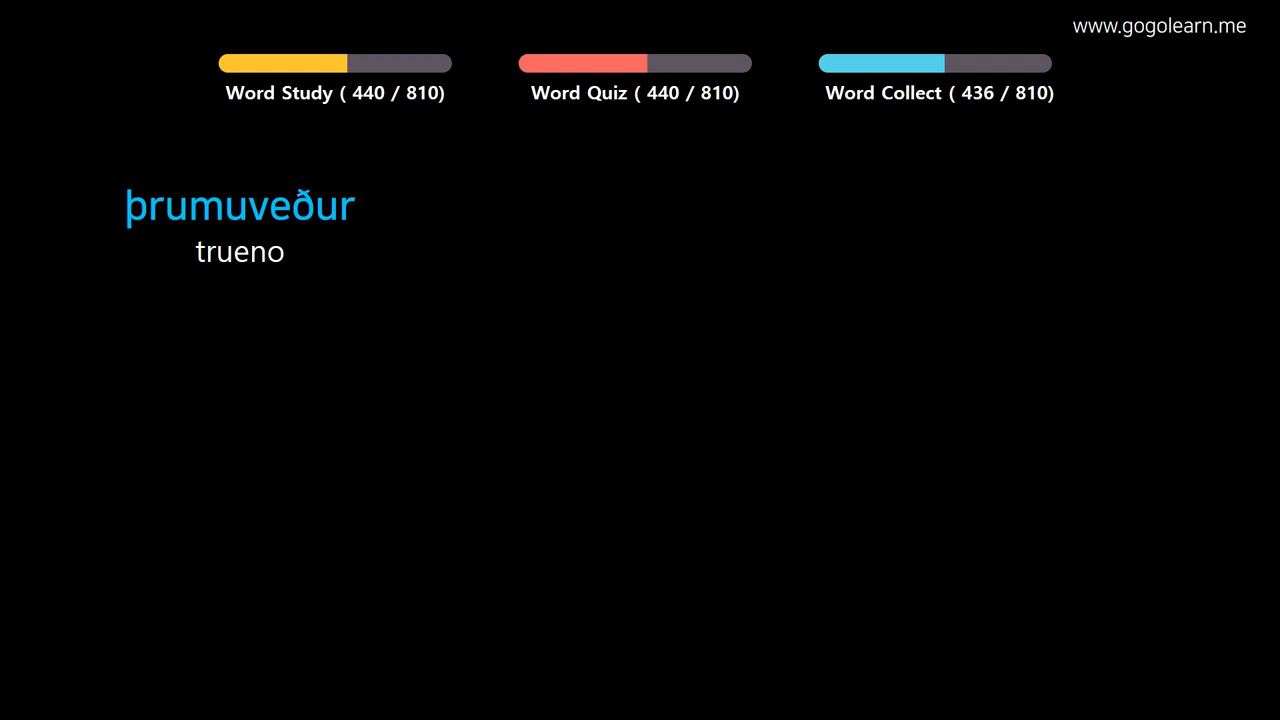 www.gogolearn.me
Word Study ( 440 / 810)
Word Quiz ( 440 / 810)
Word Collect ( 436 / 810)
þrumuveður
trueno